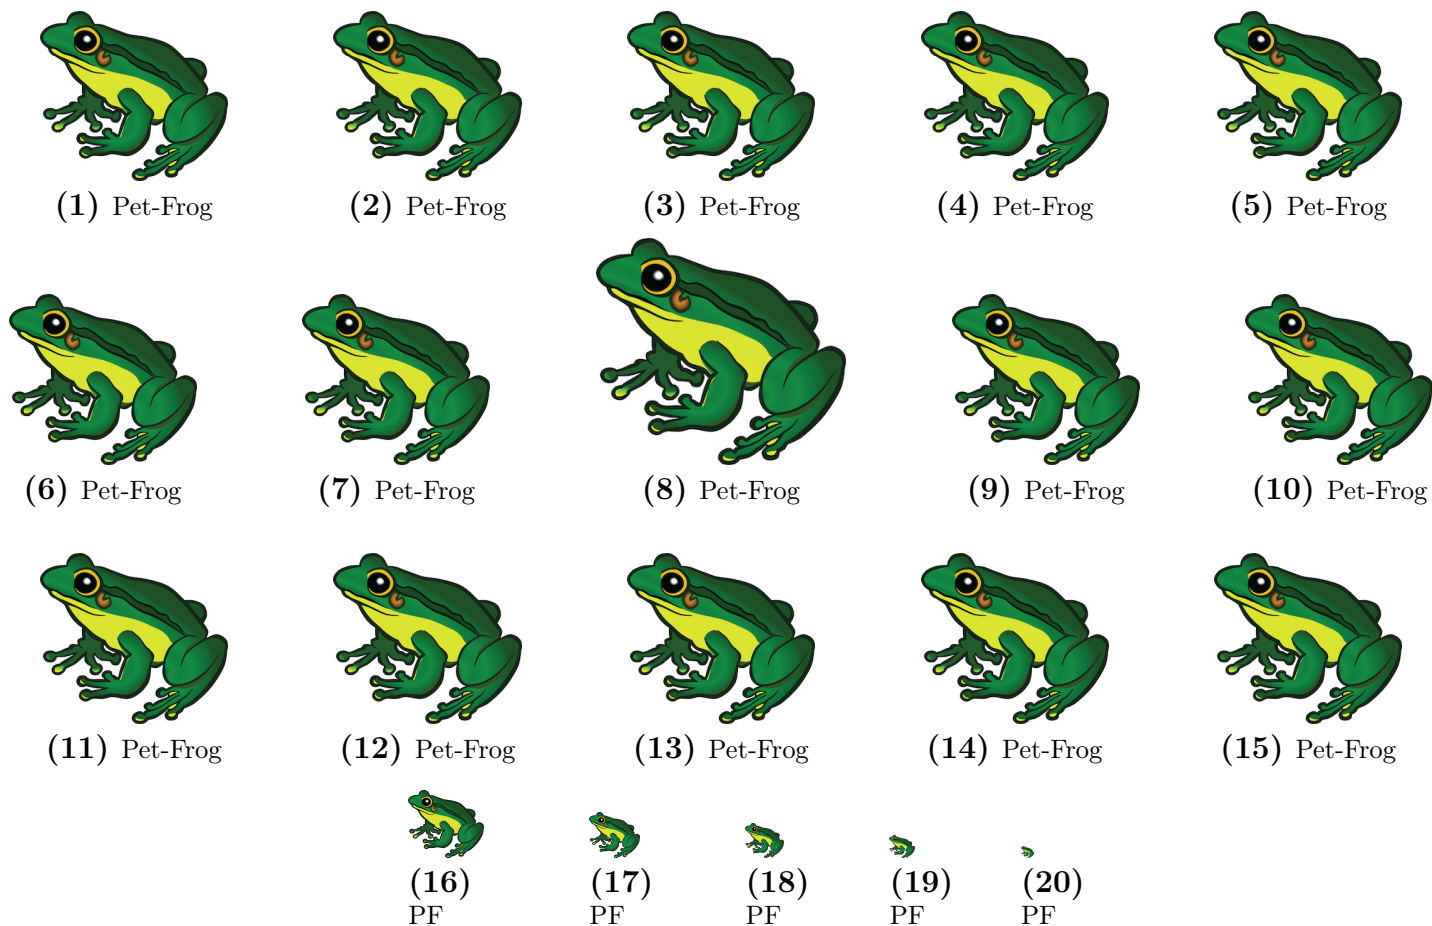 (1) Pet-Frog (2) Pet-Frog (3) Pet-Frog (4) Pet-Frog (5) Pet-Frog
(6) Pet-Frog (7) Pet-Frog (8) Pet-Frog (9) Pet-Frog (10) Pet-Frog
(11) Pet-Frog (12) Pet-Frog (13) Pet-Frog (14) Pet-Frog (15) Pet-Frog
(16) (17) (18) (19) (20)
PF PF PF PF PF